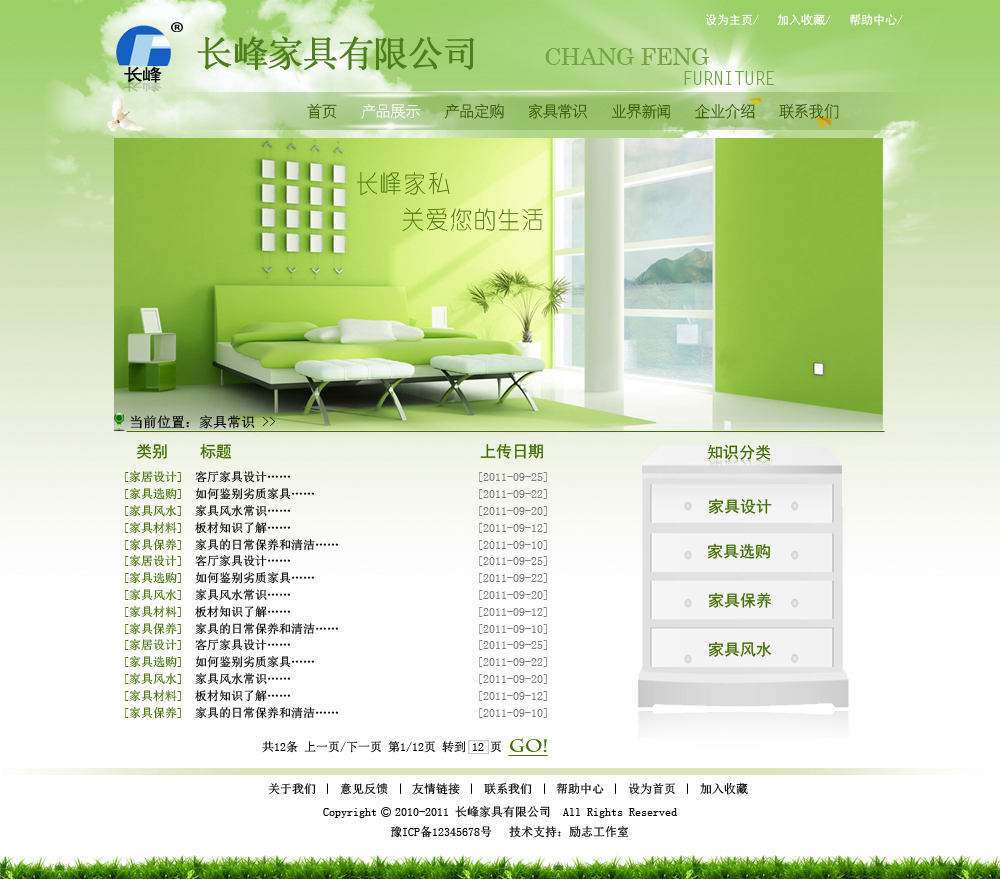 设为主页/ 加入收藏/ 帮助中心/
®
长峰
长峰家具有限公司
CHANG FENG
FURNITURE
首页 产品展示 产品定购 家具常识 业界新闻 企业介绍 联系我们
长峰家私
关爱您的生活
当前位置：家具常识 >>
类别 标题 上传日期
[家居设计] 客厅家具设计……  [2011-09-25]
[家具选购] 如何鉴别劣质家具…… [2011-09-22]
[家具风水] 家具风水常识…… [2011-09-20]
[家具材料] 板材知识了解…… [2011-09-12]
[家具保养] 家具的日常保养和清洁…… [2011-09-10]
[家居设计] 客厅家具设计…… [2011-09-25]
[家具选购] 如何鉴别劣质家具…… [2011-09-22]
[家具风水] 家具风水常识…… [2011-09-20]
[家具材料] 板材知识了解…… [2011-09-12]
[家具保养] 家具的日常保养和清洁…… [2011-09-10]
[家居设计] 客厅家具设计…… [2011-09-25]
[家具选购] 如何鉴别劣质家具…… [2011-09-22]
[家具风水] 家具风水常识…… [2011-09-20]
[家具材料] 板材知识了解…… [2011-09-12]
[家具保养] 家具的日常保养和清洁…… [2011-09-10]
知识分类
家具设计
家具选购
家具保养
家具风水
共12条 上一页/下一页 第1/12页 转到 12 页 GO!
关于我们 | 意见反馈 | 友情链接 | 联系我们 | 帮助中心 | 设为首页 | 加入收藏
Copyright © 2010-2011 长峰家具有限公司 All Rights Reserved
豫ICP备12345678号 技术支持：励志工作室